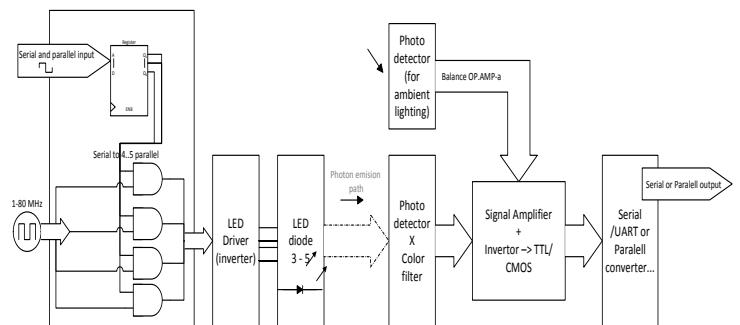 Serial and parallel input
Register
A
D
Q
Q
ENB
Serial to 4..5 parallel
1-80 MHz
LED
Driver
(inverter)
LED
diode
3 - 5
Photon emision
path
Photo
detector
(for
ambient
lighting)
Balance OP.AMP-a
Photo
detector
X
Color
filter
Signal Amplifier
+
Invertor –> TTL/
CMOS
Serial
/UART or
Paralell
converter...
Serial or Paralell output